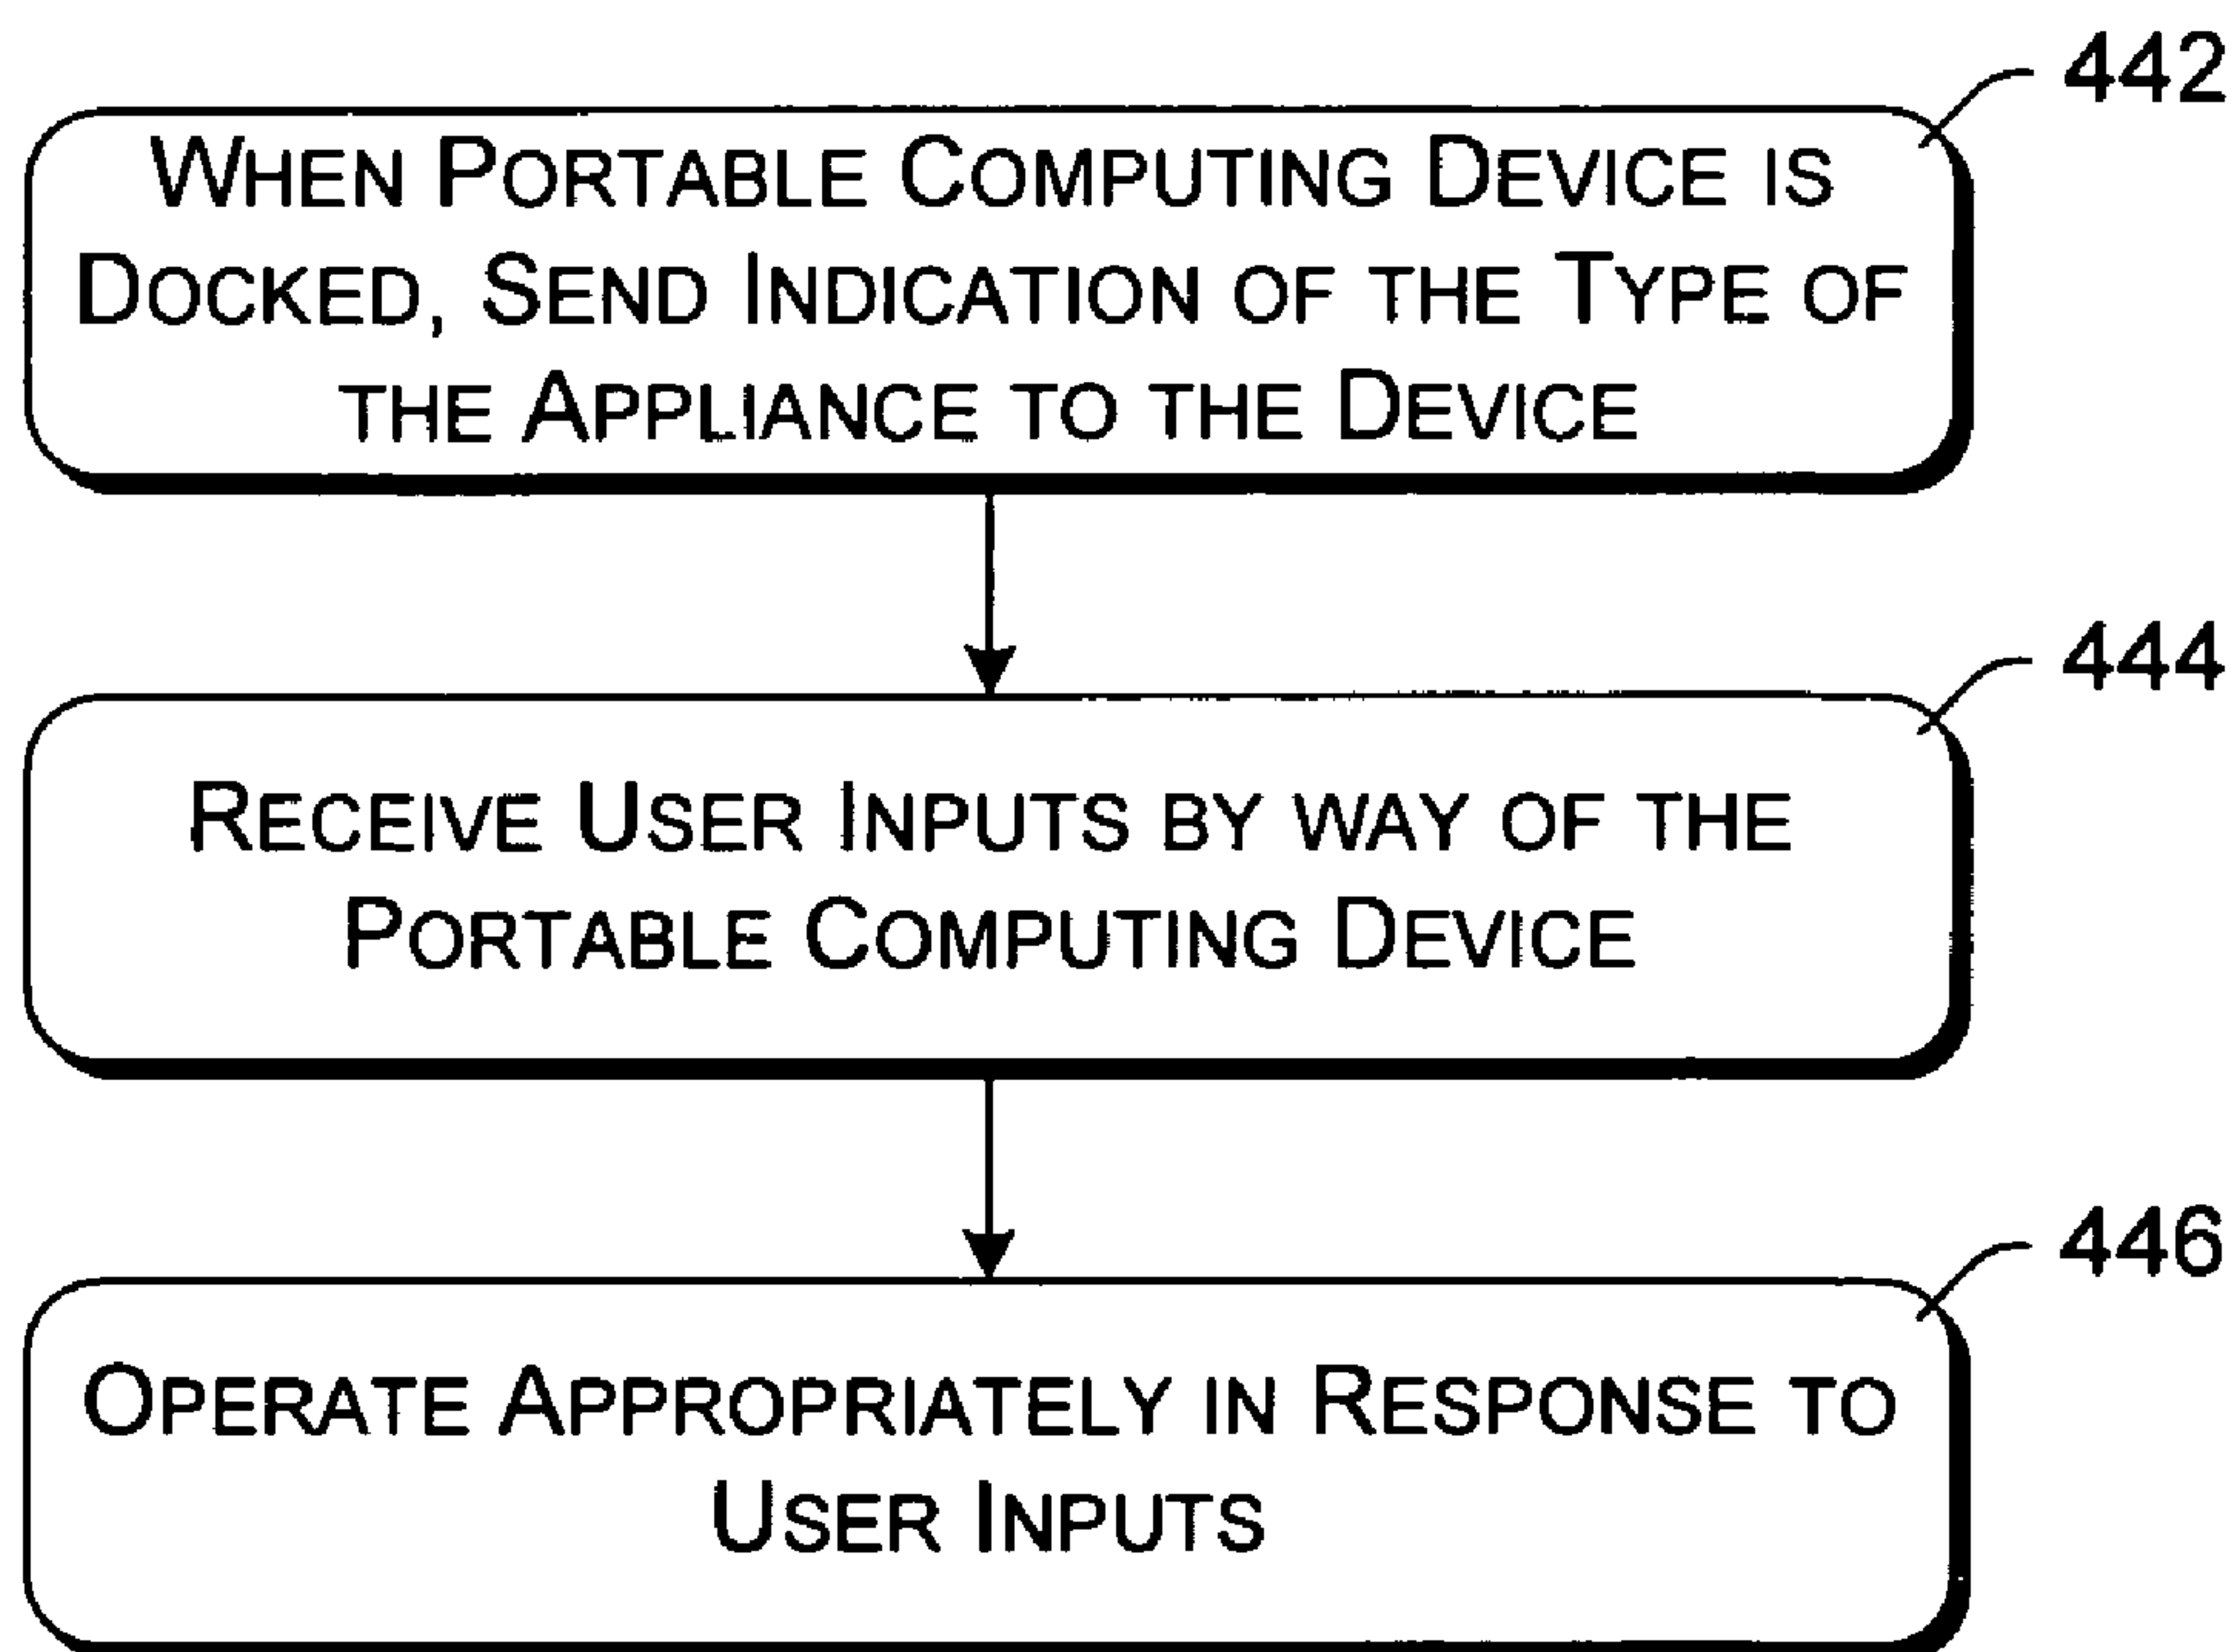 442
WHEN PORTABLE COMPUTING DEVICE IS
DOCKED, SEND INDICATION OF THE TYPE OF
THE APPLIANCE TO THE DEVICE
444
RECEIVE USER INPUTS BY WAY OF THE
PORTABLE COMPUTING DEVICE
446
OPERATE APPROPRIATELY IN RESPONSE TO
USER INPUTS